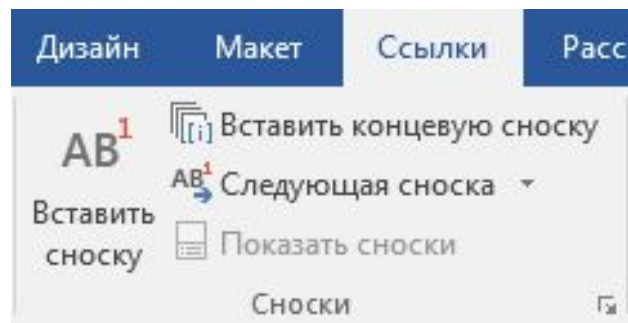 Дизайн Макет Ссылки Расс
AB1 Вставить сноску
[i] Вставить концевую сноску
AB1 Следующая сноска
Показать сноски
Сноски